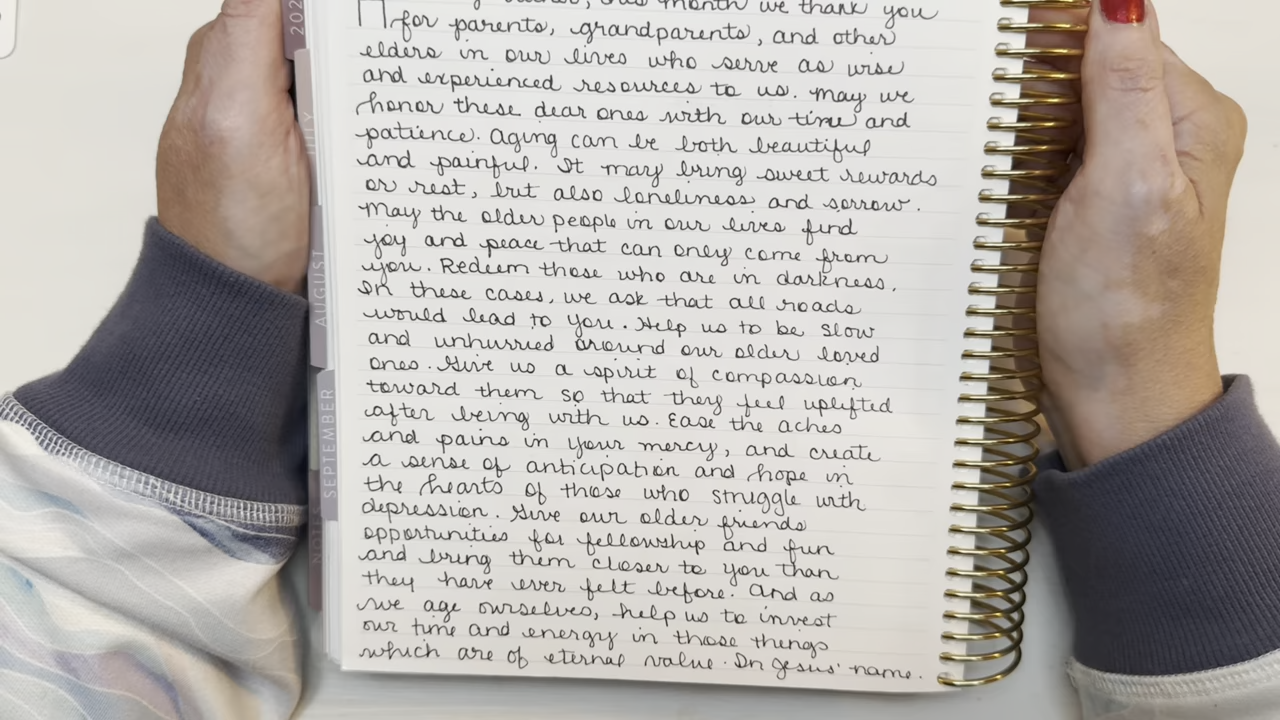 this month we thank you
for parents, grandparents, and other
elders in our lives who serve as wise
and experienced resources to us. May we
honor these dear ones with our time and
patience. Aging can be both beautiful
and painful. It may bring sweet rewards
or rest, but also loneliness and sorrow.
May the older people in our lives find
joy and peace that can only come from
you. Redeem those who are in darkness.
In these cases, we ask that all roads
would lead to you. Help us to be slow
and unhurried around our older loved
ones. Give us a spirit of compassion
toward them so that they feel uplifted
after being with us. Ease the aches
and pains in your mercy, and create
a sense of anticipation and hope in
the hearts of those who struggle with
depression. Give our older friends
opportunities for fellowship and fun
and bring them closer to you than
they have ever felt before. And as
we age ourselves, help us to invest
our time and energy in those things
which are of eternal value. In Jesus' name.
202
JULY
AUGUST
SEPTEMBER